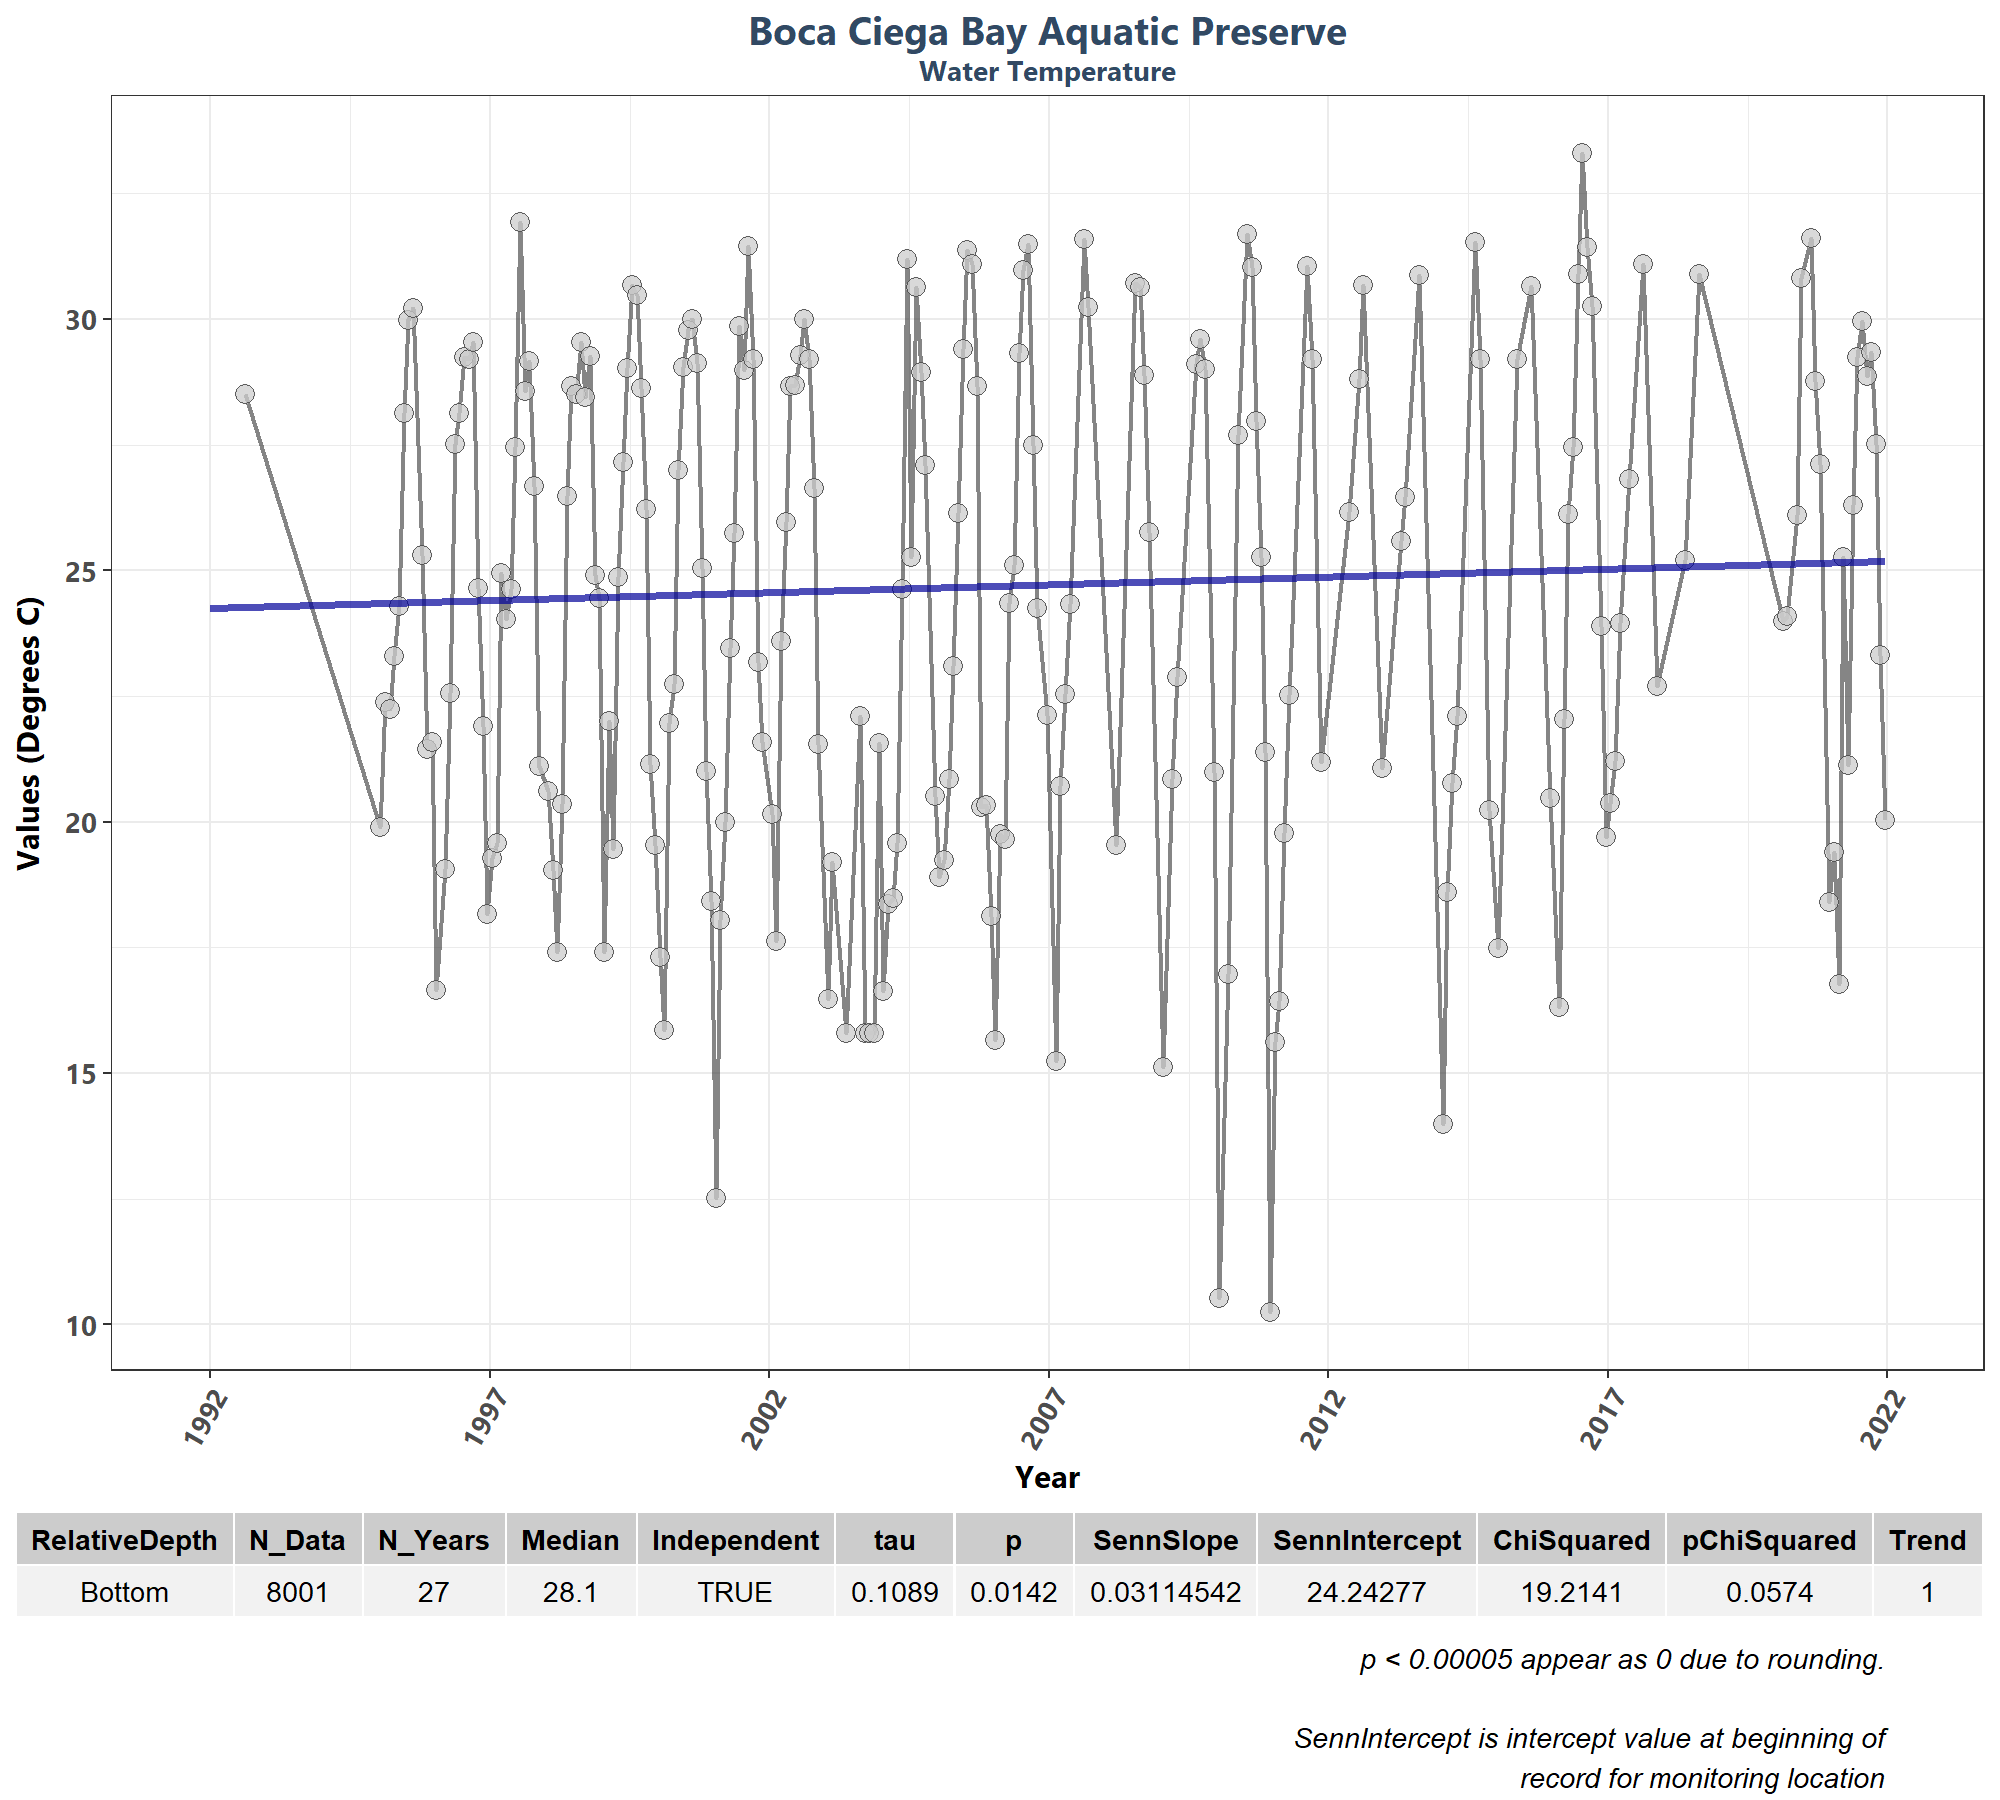 Boca Ciega Bay Aquatic Preserve
Water Temperature
Values (Degrees C)
30
25
20
15
10
1992 1997 2002 2007 2012 2017 2022
Year
RelativeDepth N_Data N_Years Median Independent tau p SennSlope SennIntercept ChiSquared pChiSquared Trend
Bottom 8001 27 28.1 TRUE 0.1089 0.0142 0.03114542 24.24277 19.2141 0.0574 1
p < 0.00005 appear as 0 due to rounding.
SennIntercept is intercept value at beginning of
record for monitoring location